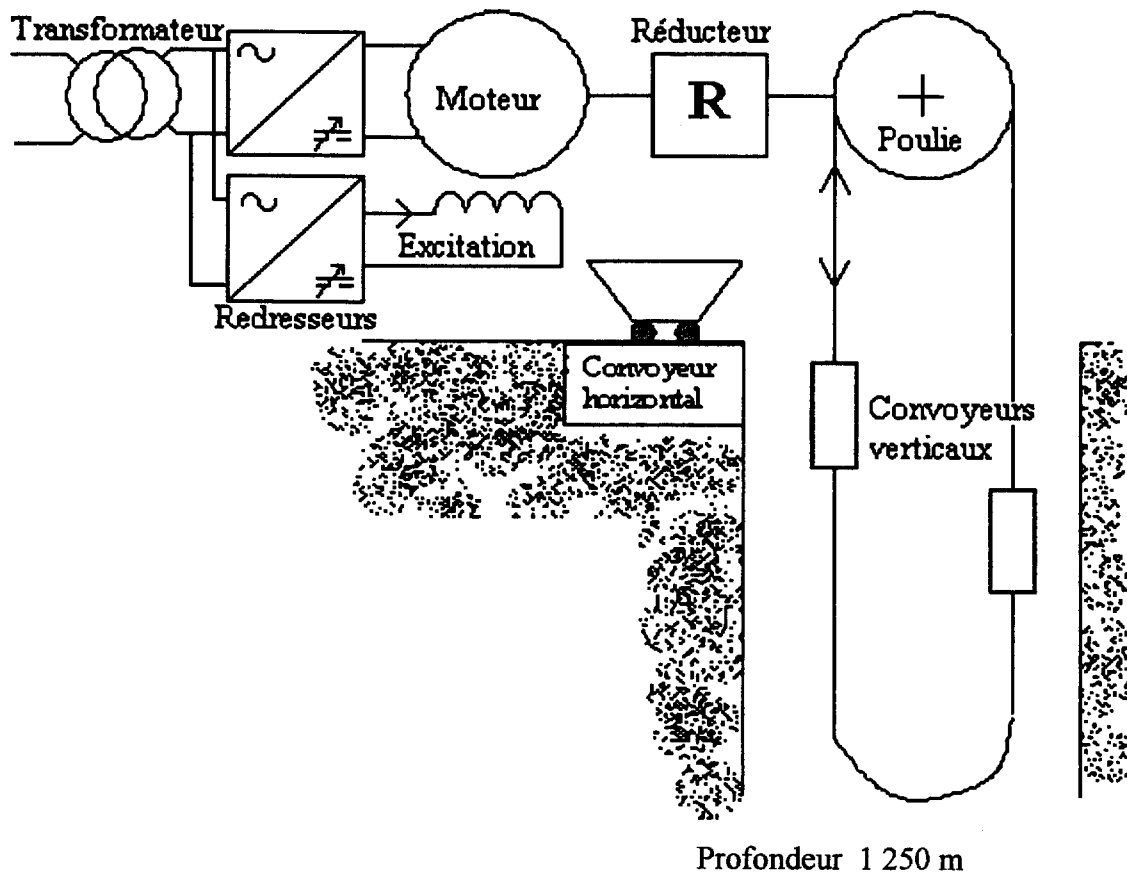 Transformateur
Réducteur
Moteur
R
Poulie
Excitation
Redresseurs
Convoyeur
horizontal
Convoyeurs
verticaux
Profondeur 1 250 m